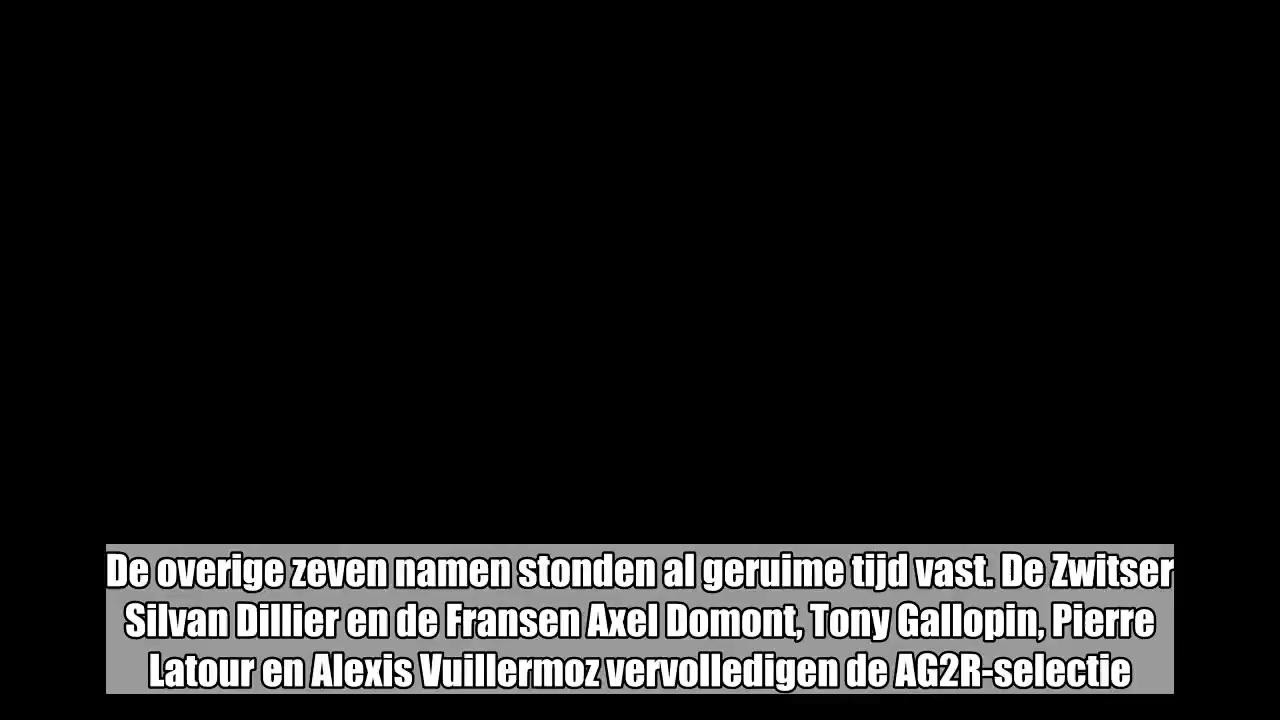 De overige zeven namen stonden al geruime tijd vast. De Zwitser
Silvan Dillier en de Fransen Axel Domont, Tony Gallopin, Pierre
Latour en Alexis Vuillermoz vervolledigen de AG2R-selectie